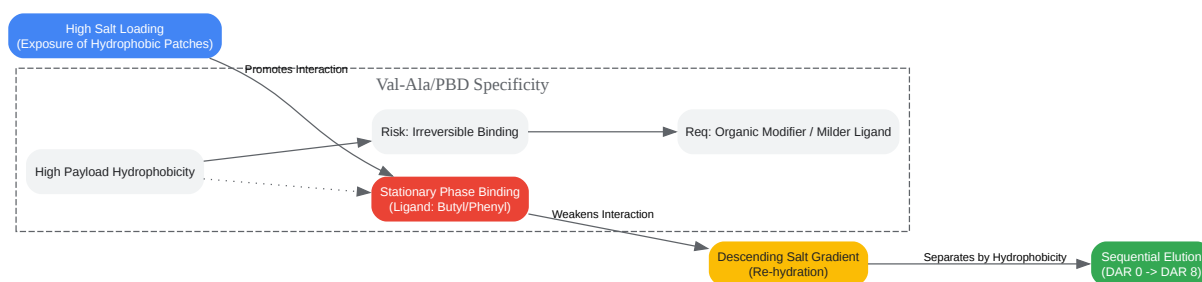 High Salt Loading
(Exposure of Hydrophobic Patches)
Promotes Interaction
Val-Ala/PBD Specificity
Risk: Irreversible Binding
Req: Organic Modifier / Milder Ligand
High Payload Hydrophobicity
Stationary Phase Binding
(Ligand: Butyl/Phenyl)
Weakens Interaction
Descending Salt Gradient
(Re-hydration)
Separates by Hydrophobicity
Sequential Elution
(DAR 0 -> DAR 8)